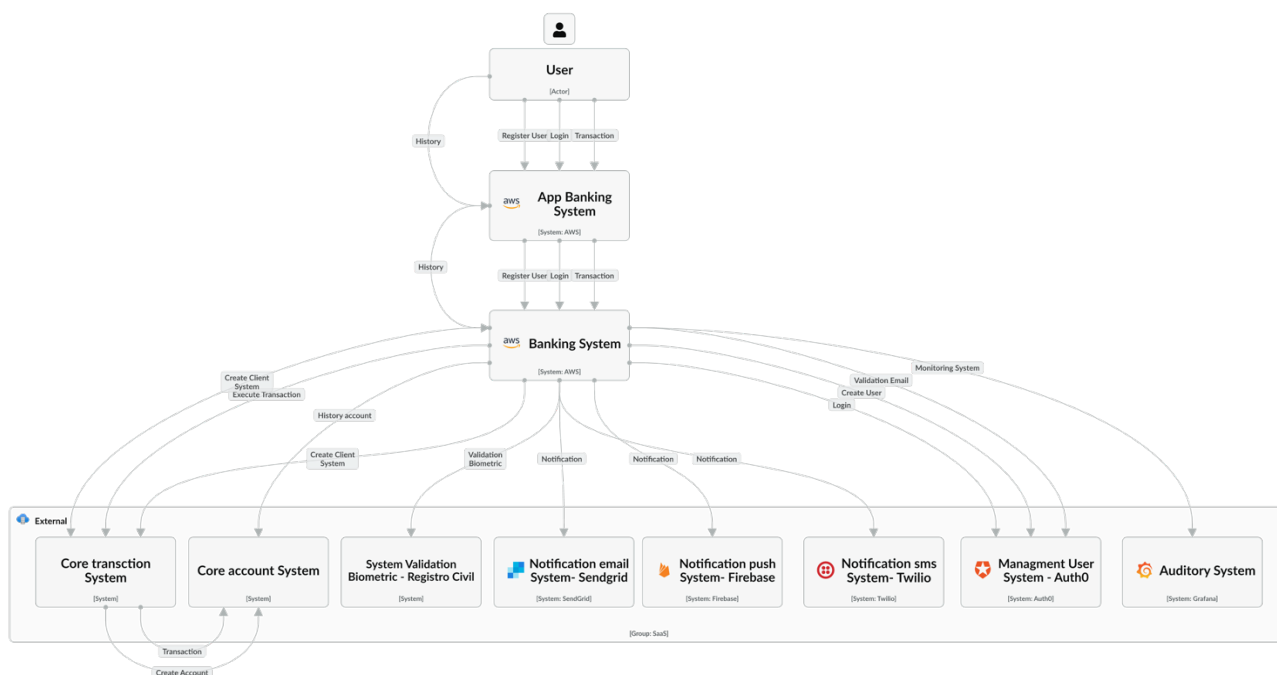 User
[Actor]
History
Register User
Login
Transaction
aws
App Banking
System
[System: AWS]
History
Register User
Login
Transaction
aws
Banking System
[System: AWS]
Monitoring System
Create Client
System
Validation Email
Execute Transaction
Create User
Login
History account
Create Client
System
Validation
Biometric
Notification
Notification
Notification
External
Core transction
System
[System]
Core account System
[System]
System Validation
Biometric - Registro Civil
[System]
Notification email
System- Sendgrid
[System: SendGrid]
Notification push
System- Firebase
[System: Firebase]
Notification sms
System- Twilio
[System: Twilio]
Managment User
System - Auth0
[System: Auth0]
Auditory System
[System: Grafana]
[Group: SaaS]
Transaction
Create Account